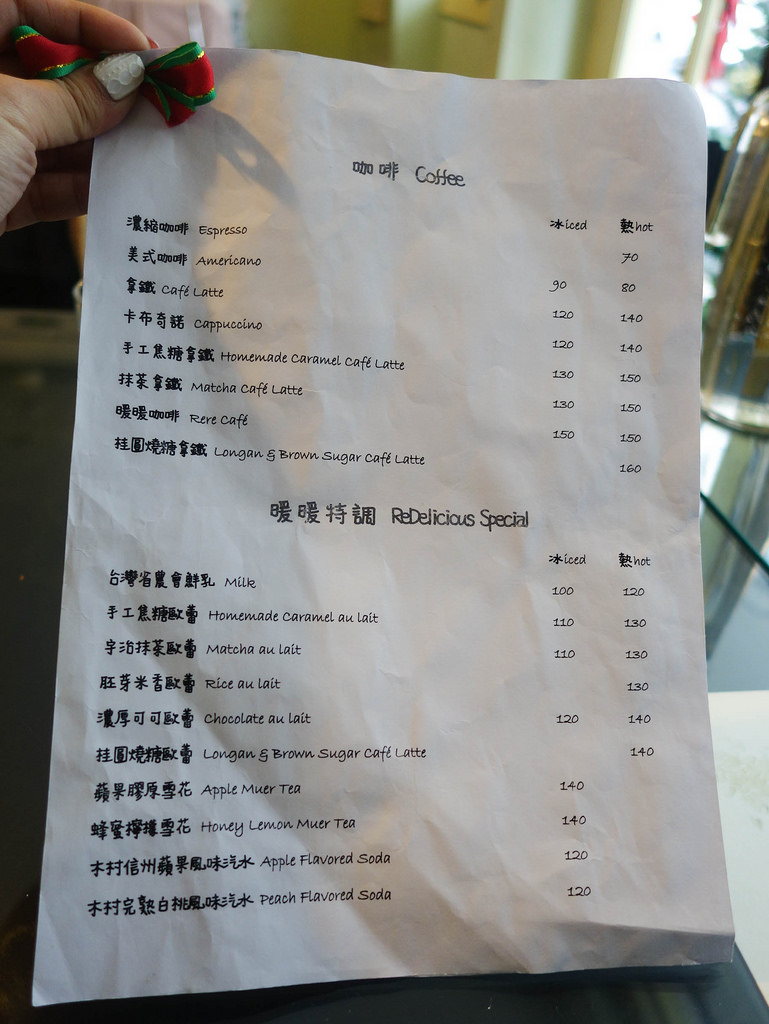 咖啡 Coffee
冰iced 熱hot
濃縮咖啡 Espresso 70
美式咖啡 Americano 90 80
拿鐵 Café Latte 120 140
卡布奇諾 Cappuccino 120 140
手工焦糖拿鐵 Homemade Caramel Café Latte 130 150
抹茶拿鐵 Matcha Café Latte 130 150
暖暖咖啡 Rere Café 150 150
桂圓燒糖拿鐵 Longan & Brown Sugar Café Latte 160
暖暖特調 ReDelicious Special
冰iced 熱hot
台灣省農會鮮乳 Milk 100 120
手工焦糖歐蕾 Homemade Caramel au lait 110 130
宇治抹茶歐蕾 Matcha au lait 110 130
胚芽米香歐蕾 Rice au lait 130
濃厚可可歐蕾 Chocolate au lait 120 140
桂圓燒糖歐蕾 Longan & Brown Sugar Café Latte 140
蘋果膠原雪花 Apple Muer Tea 140
蜂蜜檸檬雪花 Honey Lemon Muer Tea 140
木村信州蘋果風味汽水 Apple Flavored Soda 120
木村完熟白桃風味汽水 Peach Flavored Soda 120